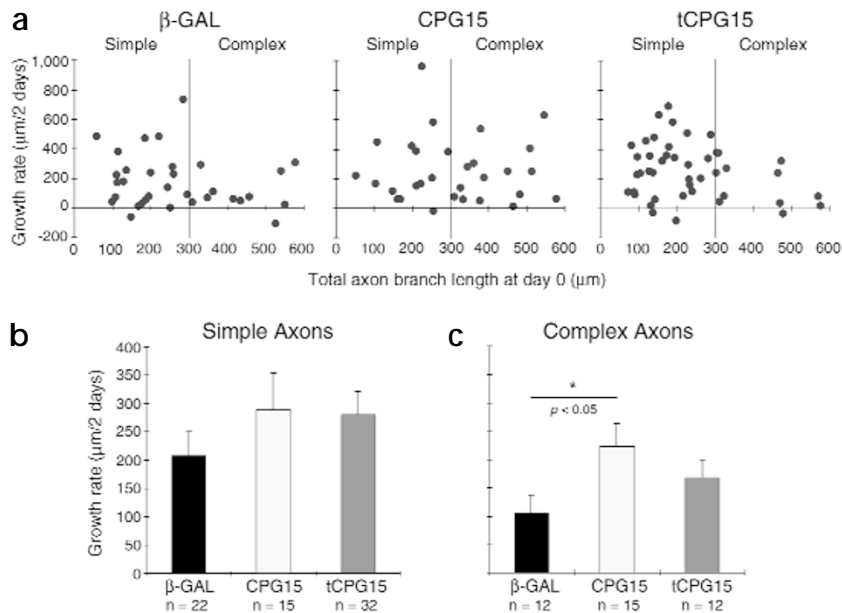 a
β-GAL CPG15 tCPG15
Simple Complex Simple Complex Simple Complex
Growth rate (μm/2 days)
1,000
800
600
400
200
0
-200
0 100 200 300 400 500 600 0 100 200 300 400 500 600 0 100 200 300 400 500 600
Total axon branch length at day 0 (μm)
b
Simple Axons
Growth rate (μm/2 days)
400
350
300
250
200
150
100
50
0
β-GAL CPG15 tCPG15
n = 22 n = 15 n = 32
c
Complex Axons
*
p < 0.05
β-GAL CPG15 tCPG15
n = 12 n = 15 n = 12